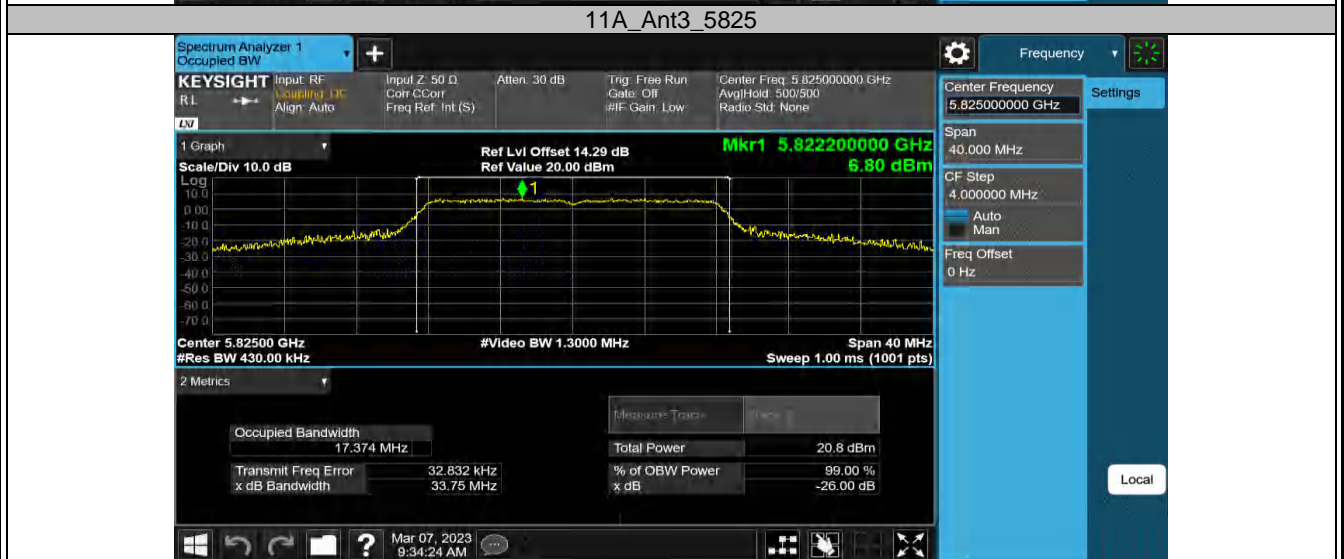 11A_Ant3_5825
Spectrum Analyzer 1
Occupied BW
Frequency
KEYSIGHT
RL
LXI
Input: RF
Coupling: DC
Align: Auto
Input Z: 50 Ω
Corr CCorr
Freq Ref: Int (S)
Atten: 30 dB
Trig: Free Run
Gate: Off
#IF Gain: Low
Center Freq: 5.825000000 GHz
Avg|Hold: 500/500
Radio Std: None
Center Frequency
5.825000000 GHz
Settings
Span
40.000 MHz
CF Step
4.000000 MHz
Auto
Man
Freq Offset
0 Hz
Local
1 Graph
Scale/Div 10.0 dB
Ref Lvl Offset 14.29 dB
Ref Value 20.00 dBm
Mkr1 5.822200000 GHz
6.80 dBm
Log
10.0
0.00
-10.0
-20.0
-30.0
-40.0
-50.0
-60.0
-70.0
1
Center 5.82500 GHz
#Res BW 430.00 kHz
#Video BW 1.3000 MHz
Span 40 MHz
Sweep 1.00 ms (1001 pts)
2 Metrics
Measure Trace
Occupied Bandwidth
17.374 MHz
Total Power 20.8 dBm
Transmit Freq Error 32.832 kHz
% of OBW Power 99.00 %
x dB Bandwidth 33.75 MHz
x dB -26.00 dB
?
Mar 07, 2023
9:34:24 AM